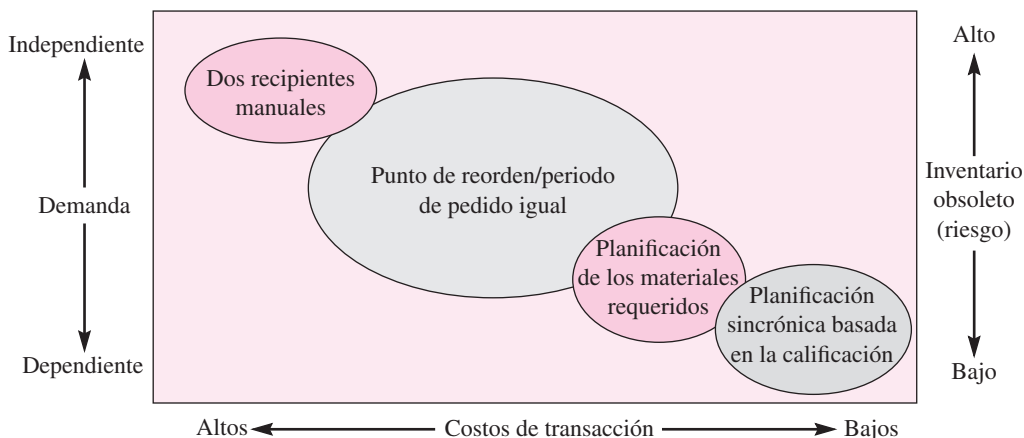 Independiente
Demanda
Dependiente
Dos recipientes
manuales
Punto de reorden/periodo
de pedido igual
Planificación
de los materiales
requeridos
Planificación
sincrónica basada
en la calificación
Alto
Inventario
obsoleto
(riesgo)
Bajo
Altos
Costos de transacción
Bajos